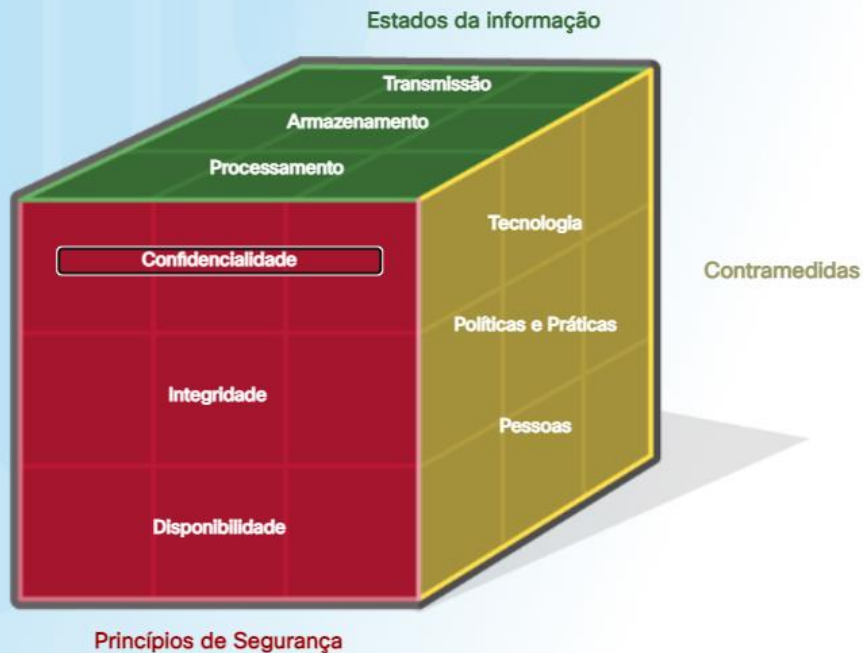 Estados da informação
Transmissão
Armazenamento
Processamento
Tecnologia
Confidencialidade
Contramedidas
Políticas e Práticas
Integridade
Pessoas
Disponibilidade
Princípios de Segurança